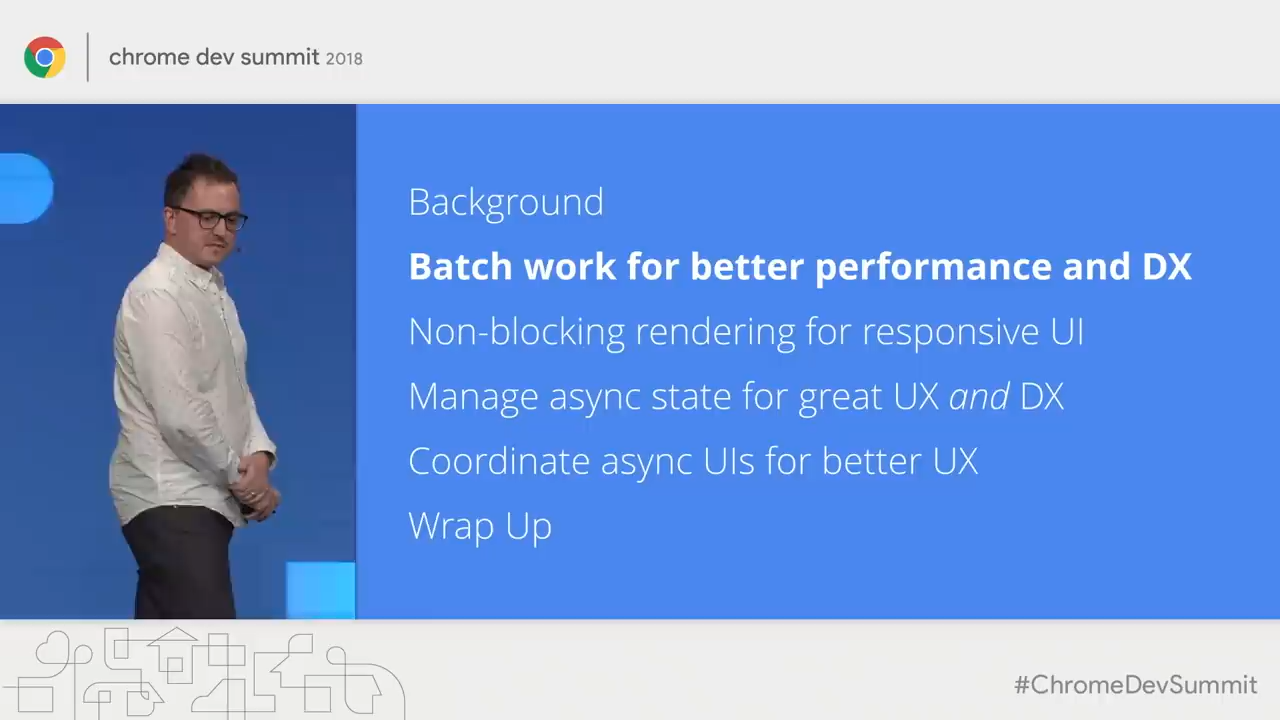 chrome dev summit 2018
Background
Batch work for better performance and DX
Non-blocking rendering for responsive UI
Manage async state for great UX and DX
Coordinate async UIs for better UX
Wrap Up
#ChromeDevSummit